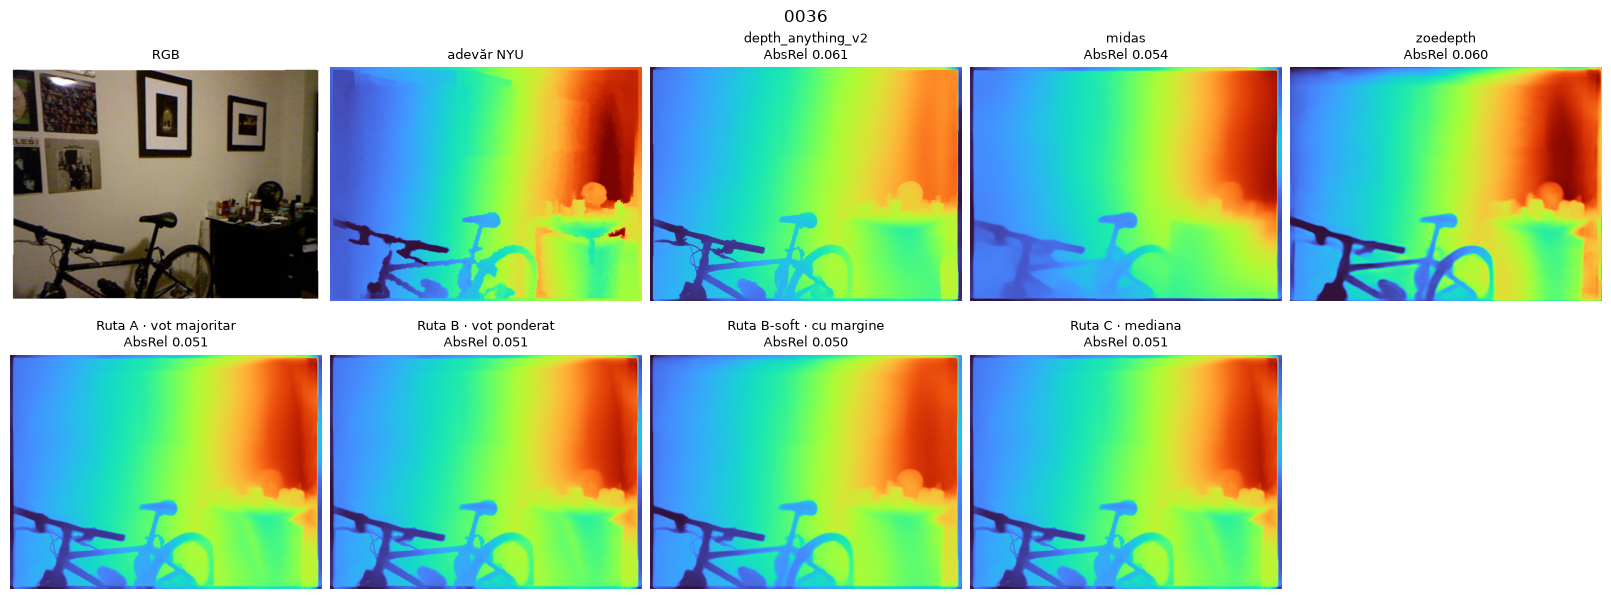 0036
RGB
adevăr NYU
depth_anything_v2
AbsRel 0.061
midas
AbsRel 0.054
zoedepth
AbsRel 0.060
Ruta A · vot majoritar
AbsRel 0.051
Ruta B · vot ponderat
AbsRel 0.051
Ruta B-soft · cu margine
AbsRel 0.050
Ruta C · mediana
AbsRel 0.051